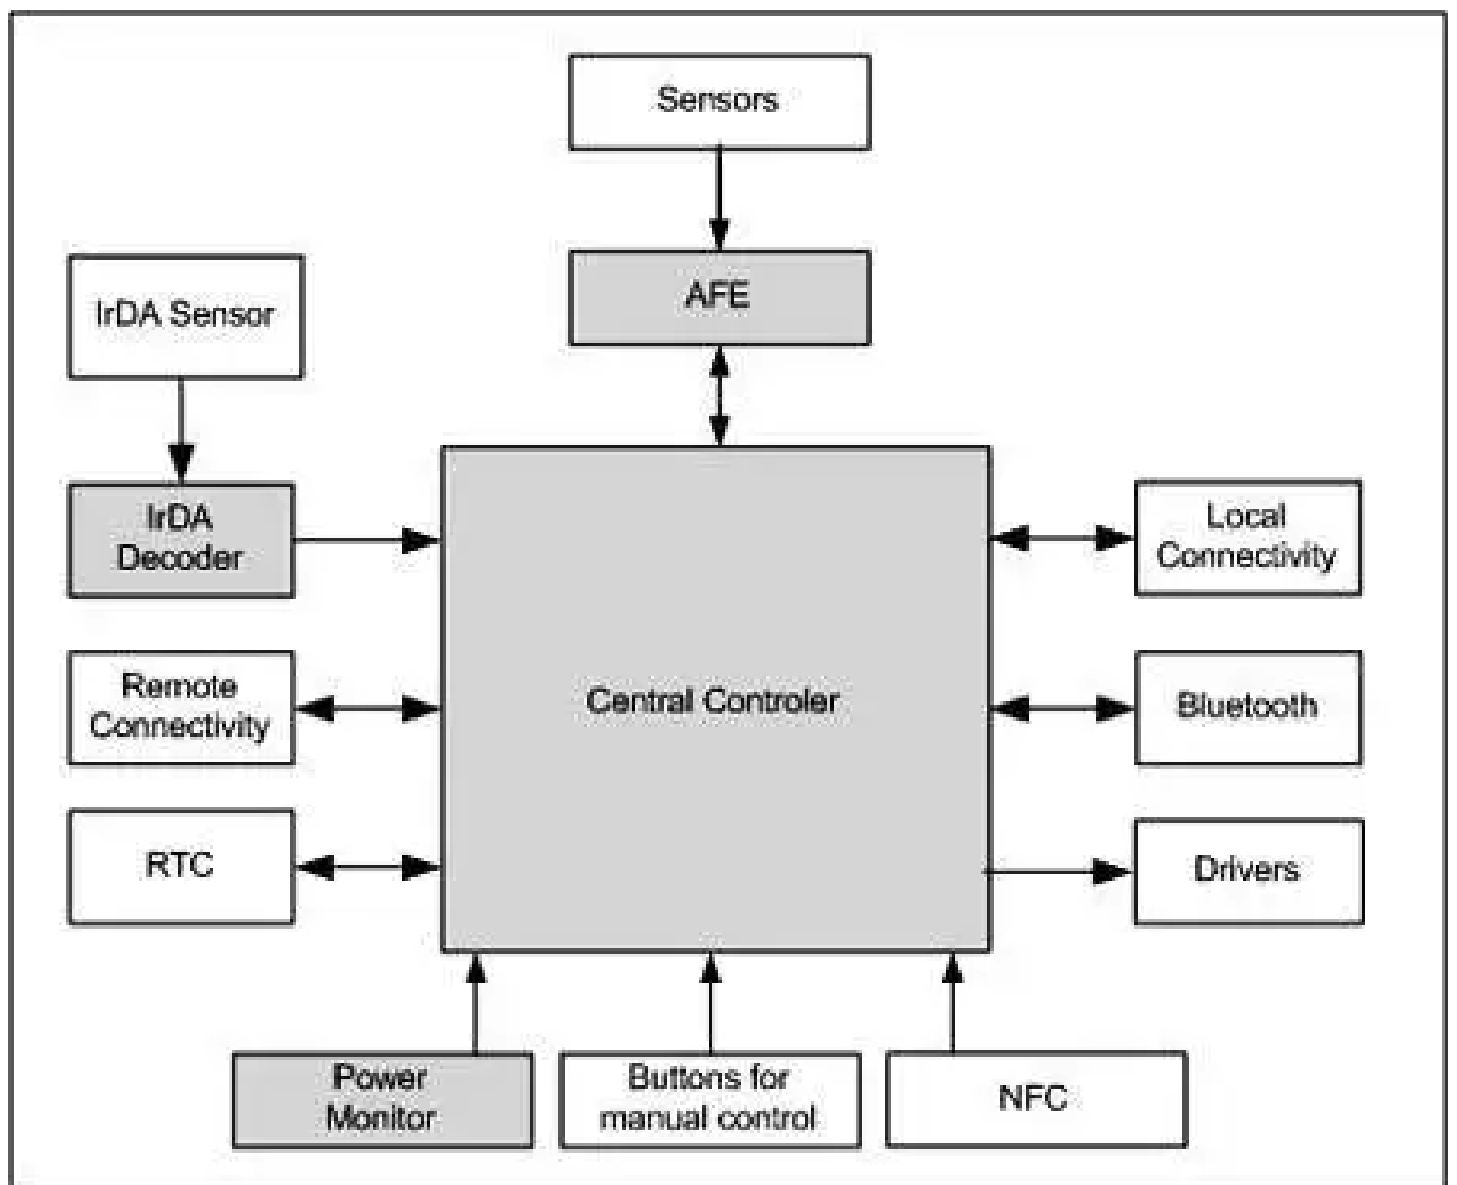 Sensors
AFE
IrDA Sensor
IrDA
Decoder
Local
Connectivity
Remote
Connectivity
Central Controler
Bluetooth
RTC
Drivers
Power
Monitor
Buttons for
manual control
NFC